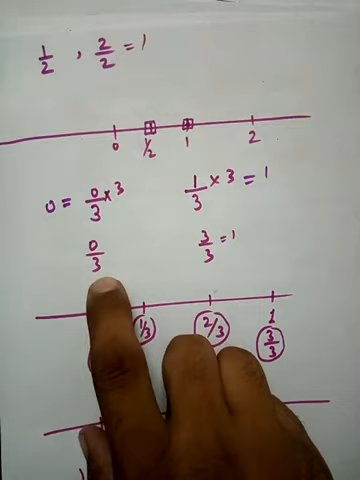 1/2 , 2/2 = 1
0 1/2 1 2
0 = 0/3 × 3 1/3 × 3 = 1
0/3 3/3 = 1
1/3 2/3 1
3/3